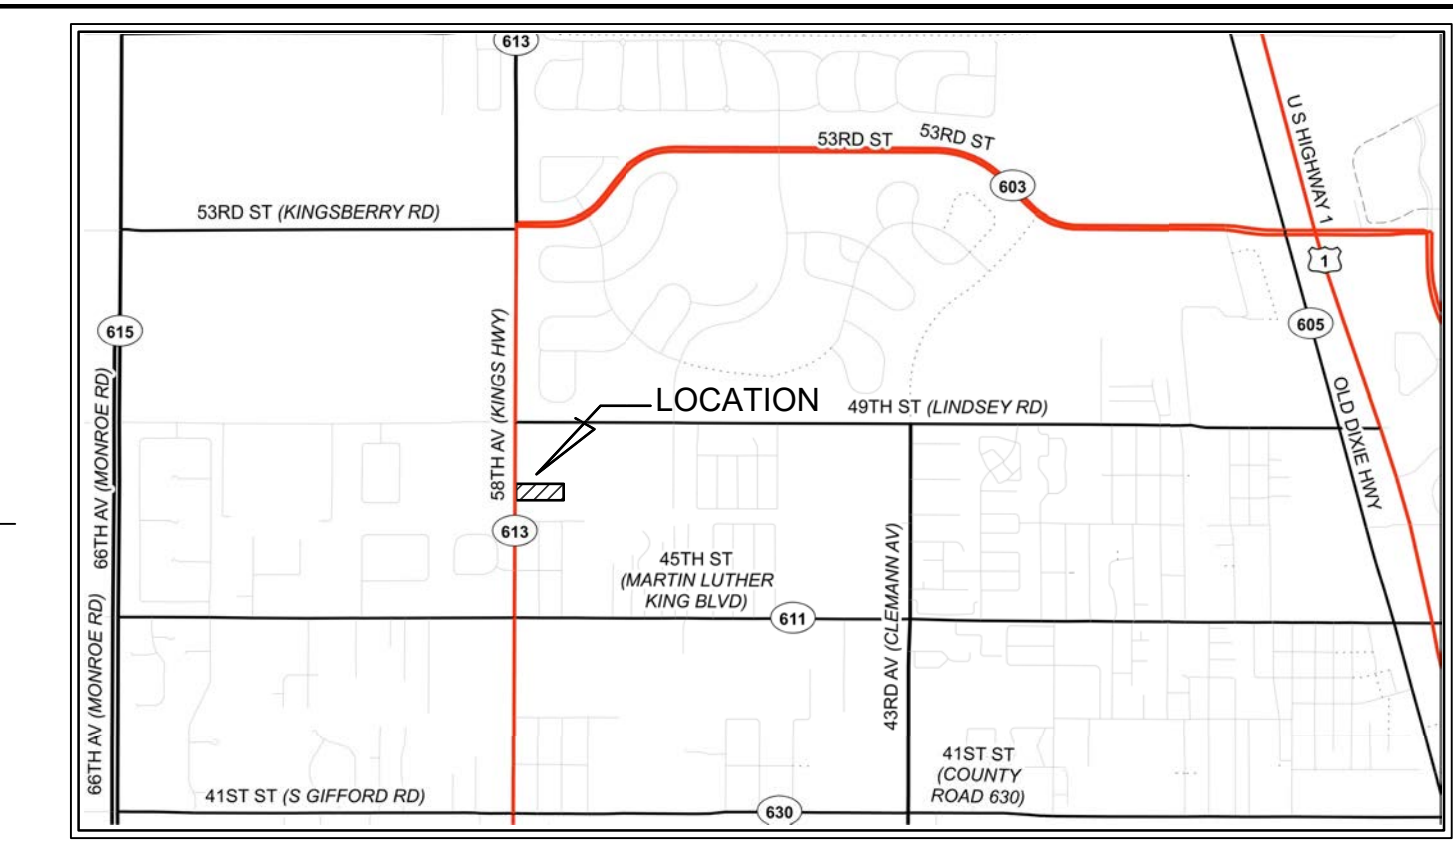 613
53RD ST
53RD ST
603
U S HIGHWAY 1
53RD ST (KINGSBERRY RD)
1
615
605
58TH AV (KINGS HWY)
66TH AV (MONROE RD)
LOCATION
49TH ST (LINDSEY RD)
OLD DIXIE HWY
613
45TH ST
(MARTIN LUTHER
KING BLVD)
611
43RD AV (CLEMANN AV)
66TH AV (MONROE RD)
41ST ST (S GIFFORD RD)
630
41ST ST
(COUNTY
ROAD 630)